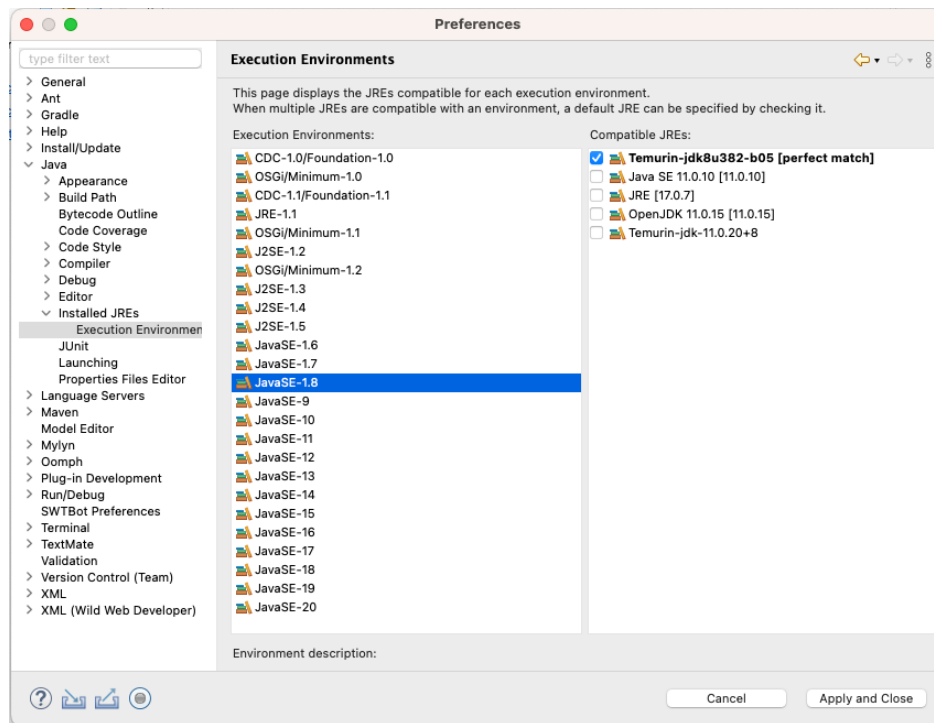 Preferences
type filter text
General
Ant
Gradle
Help
Install/Update
Java
Appearance
Build Path
Bytecode Outline
Code Coverage
Code Style
Compiler
Debug
Editor
Installed JREs
Execution Environmen
JUnit
Launching
Properties Files Editor
Language Servers
Maven
Model Editor
Mylyn
Oomph
Plug-in Development
Run/Debug
SWTBot Preferences
Terminal
TextMate
Validation
Version Control (Team)
XML
XML (Wild Web Developer)
Execution Environments
This page displays the JREs compatible for each execution environment.
When multiple JREs are compatible with an environment, a default JRE can be specified by checking it.
Execution Environments:
CDC-1.0/Foundation-1.0
OSGi/Minimum-1.0
CDC-1.1/Foundation-1.1
JRE-1.1
OSGi/Minimum-1.1
J2SE-1.2
OSGi/Minimum-1.2
J2SE-1.3
J2SE-1.4
J2SE-1.5
JavaSE-1.6
JavaSE-1.7
JavaSE-1.8
JavaSE-9
JavaSE-10
JavaSE-11
JavaSE-12
JavaSE-13
JavaSE-14
JavaSE-15
JavaSE-16
JavaSE-17
JavaSE-18
JavaSE-19
JavaSE-20
Compatible JREs:
Temurin-jdk8u382-b05 [perfect match]
Java SE 11.0.10 [11.0.10]
JRE [17.0.7]
OpenJDK 11.0.15 [11.0.15]
Temurin-jdk-11.0.20+8
Environment description:
Cancel
Apply and Close